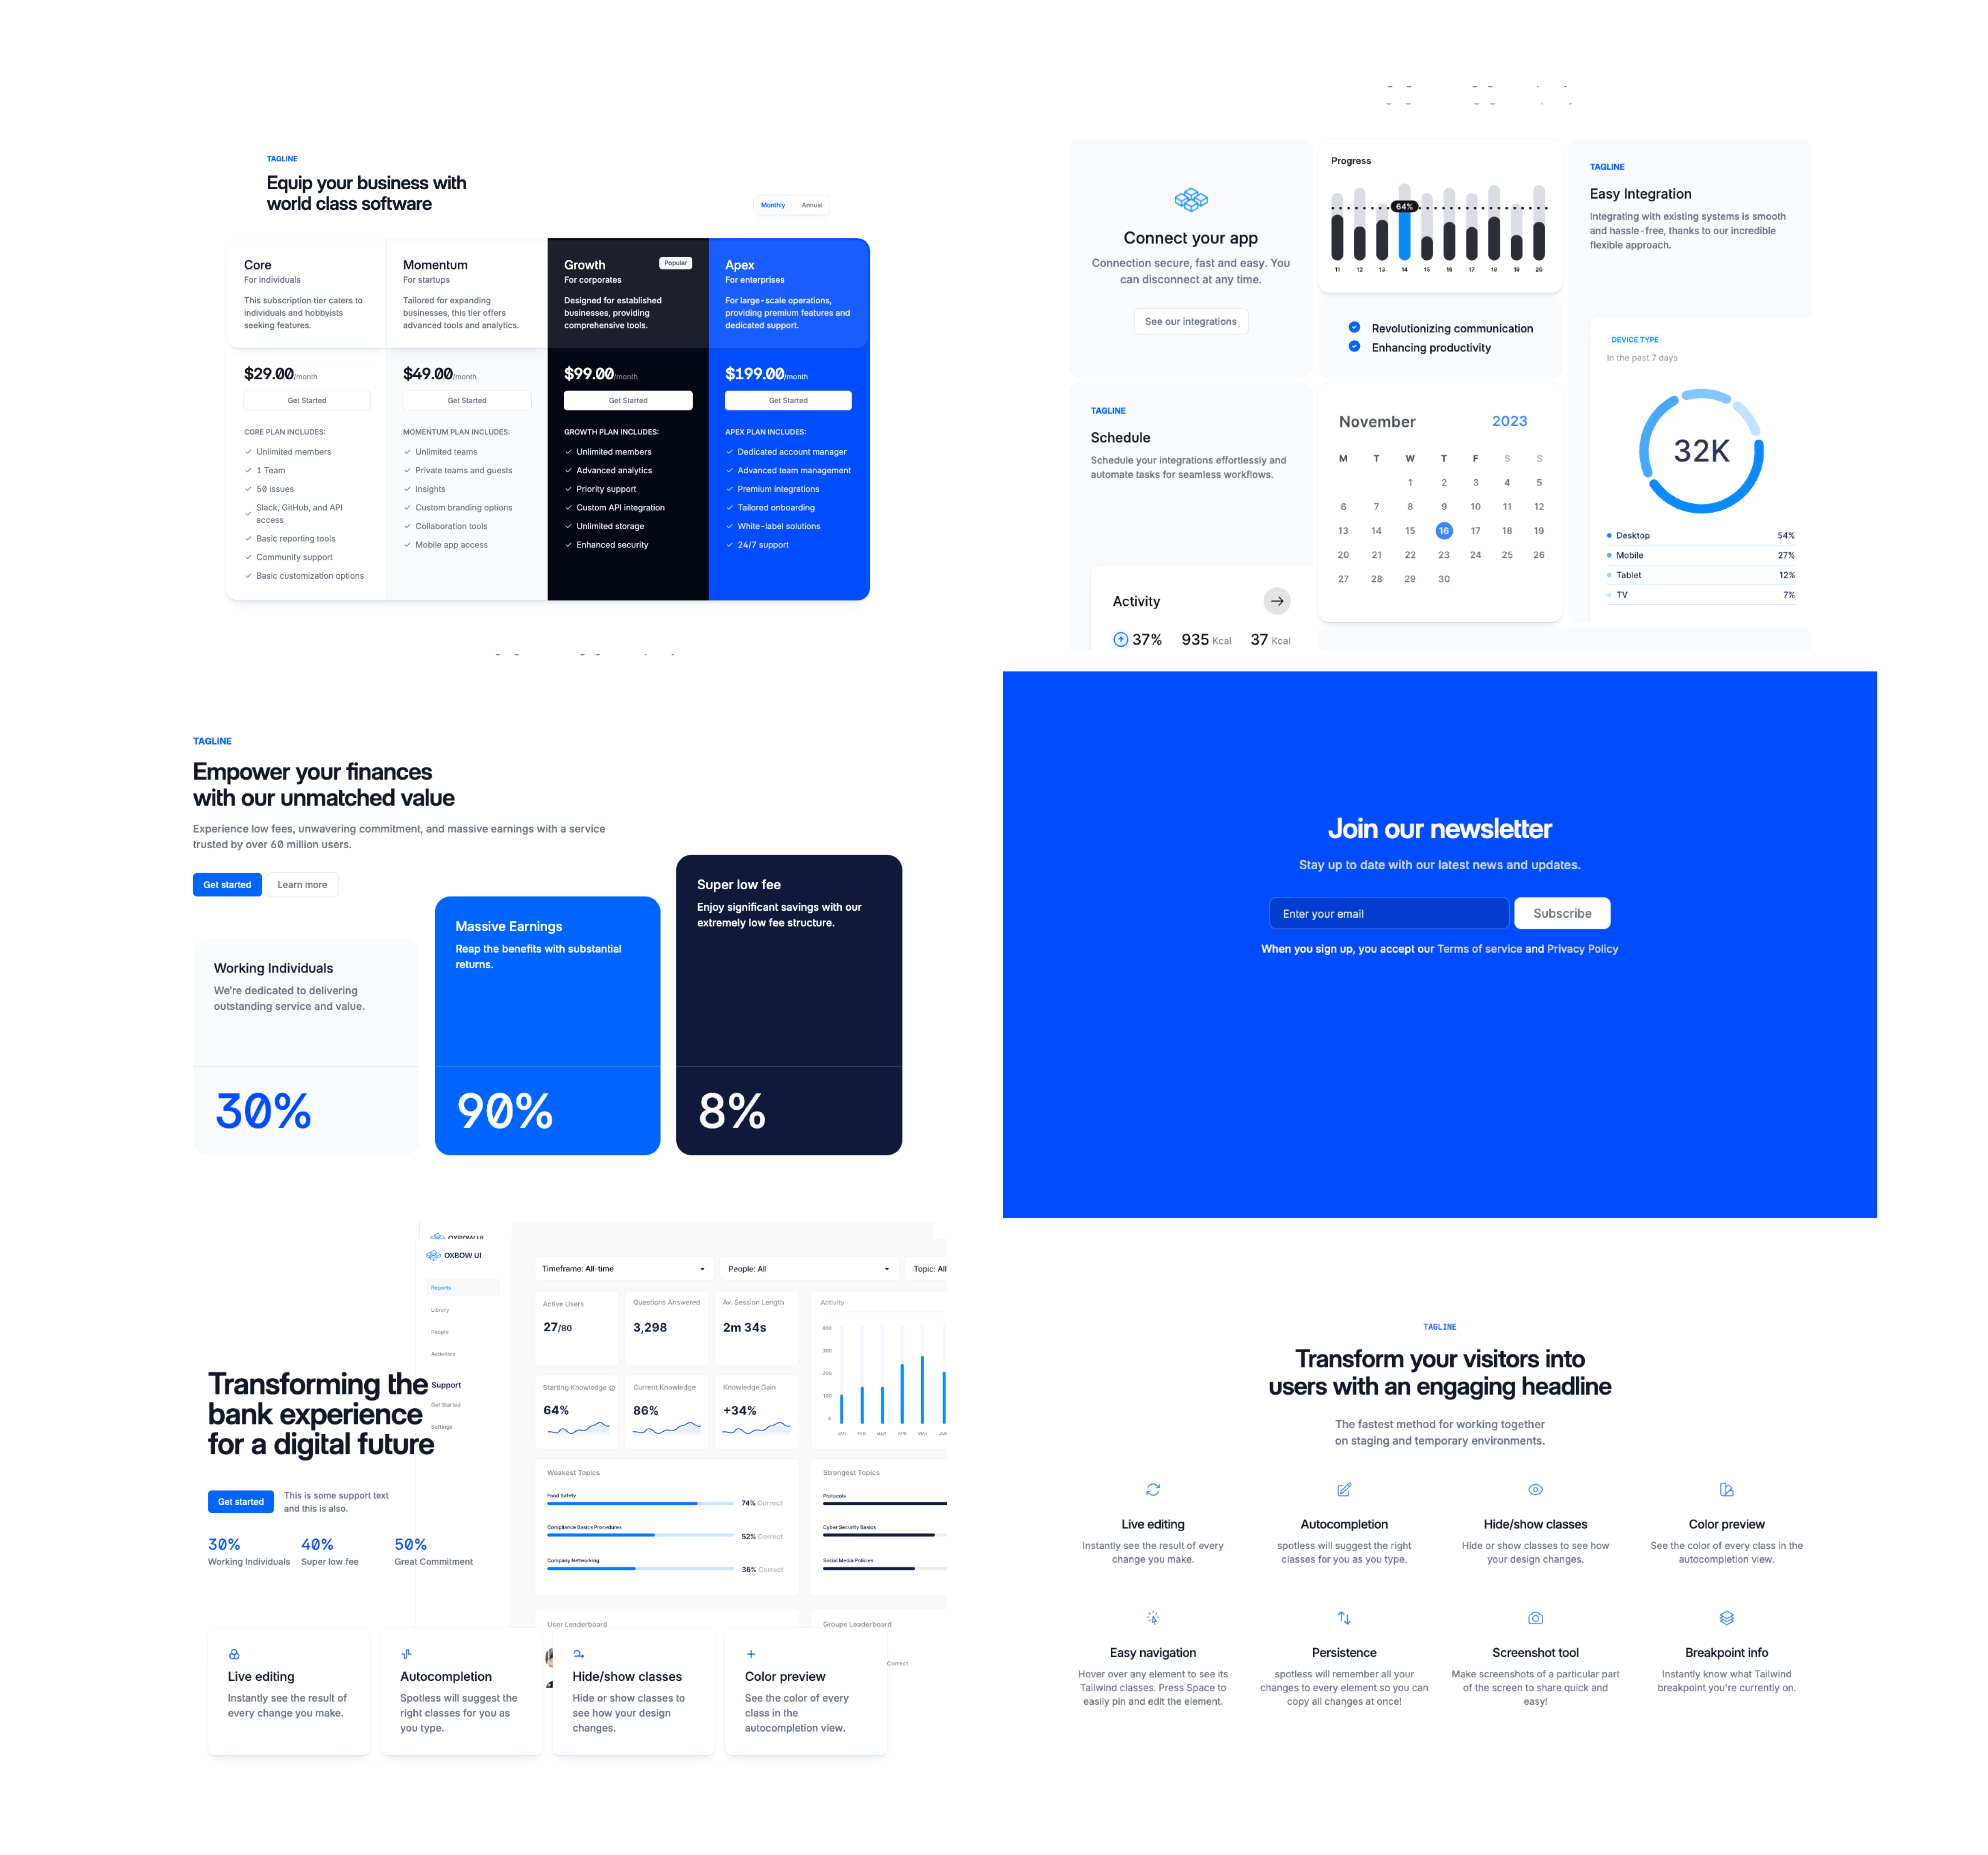 TAGLINE
Equip your business with
world class software
Monthly
Annual
Core
For individuals
This subscription tier caters to
individuals and hobbyists
seeking features.
$29.00/month
Get Started
CORE PLAN INCLUDES:
Unlimited members
1 Team
50 issues
Slack, GitHub, and API
access
Basic reporting tools
Community support
Basic customization options
Momentum
For startups
Tailored for expanding
businesses, this tier offers
advanced tools and analytics.
$49.00/month
Get Started
MOMENTUM PLAN INCLUDES:
Unlimited teams
Private teams and guests
Insights
Custom branding options
Collaboration tools
Mobile app access
Growth
Popular
For corporates
Designed for established
businesses, providing
comprehensive tools.
$99.00/month
Get Started
GROWTH PLAN INCLUDES:
Unlimited members
Advanced analytics
Priority support
Custom API integration
Unlimited storage
Enhanced security
Apex
For enterprises
For large-scale operations,
providing premium features and
dedicated support.
$199.00/month
Get Started
APEX PLAN INCLUDES:
Dedicated account manager
Advanced team management
Premium integrations
Tailored onboarding
White-label solutions
24/7 support
Connect your app
Connection secure, fast and easy. You
can disconnect at any time.
See our integrations
Progress
64%
11 12 13 14 15 16 17 18 19 20
Revolutionizing communication
Enhancing productivity
TAGLINE
Easy Integration
Integrating with existing systems is smooth
and hassle-free, thanks to our incredible
flexible approach.
DEVICE TYPE
In the past 7 days
32K
Desktop 54%
Mobile 27%
Tablet 12%
TV 7%
TAGLINE
Schedule
Schedule your integrations effortlessly and
automate tasks for seamless workflows.
Activity
37% 935 Kcal 37 Kcal
November 2023
M T W T F S S
1 2 3 4 5
6 7 8 9 10 11 12
13 14 15 16 17 18 19
20 21 22 23 24 25 26
27 28 29 30
TAGLINE
Empower your finances
with our unmatched value
Experience low fees, unwavering commitment, and massive earnings with a service
trusted by over 60 million users.
Get started
Learn more
Working Individuals
We're dedicated to delivering
outstanding service and value.
30%
Massive Earnings
Reap the benefits with substantial
returns.
90%
Super low fee
Enjoy significant savings with our
extremely low fee structure.
8%
Join our newsletter
Stay up to date with our latest news and updates.
Enter your email
Subscribe
When you sign up, you accept our Terms of service and Privacy Policy
OXBOW UI
OXBOW UI
Reports
Library
People
Activities
Support
Get Started
Settings
Transforming the
bank experience
for a digital future
Get started
This is some support text
and this is also.
30%
Working Individuals
40%
Super low fee
50%
Great Commitment
Timeframe: All-time
People: All
Topic: All
Active Users
27/80
Questions Answered
3,298
Av. Session Length
2m 34s
Starting Knowledge
64%
Current Knowledge
86%
Knowledge Gain
+34%
Activity
400
300
200
100
0
JAN FEB MAR APR MAY JUN
Weakest Topics
Food Safety
74% Correct
Compliance Basics Procedures
52% Correct
Company Networking
36% Correct
Strongest Topics
Protocols
Cyber Security Basics
Social Media Policies
User Leaderboard
Groups Leaderboard
Correct
Live editing
Instantly see the result of
every change you make.
Autocompletion
Spotless will suggest the
right classes for you as
you type.
Hide/show classes
Hide or show classes to
see how your design
changes.
Color preview
See the color of every
class in the
autocompletion view.
TAGLINE
Transform your visitors into
users with an engaging headline
The fastest method for working together
on staging and temporary environments.
Live editing
Instantly see the result of every
change you make.
Autocompletion
spotless will suggest the right
classes for you as you type.
Hide/show classes
Hide or show classes to see how
your design changes.
Color preview
See the color of every class in the
autocompletion view.
Easy navigation
Hover over any element to see its
Tailwind classes. Press Space to
easily pin and edit the element.
Persistence
spotless will remember all your
changes to every element so you can
copy all changes at once!
Screenshot tool
Make screenshots of a particular part
of the screen to share quick and
easy!
Breakpoint info
Instantly know what Tailwind
breakpoint you're currently on.